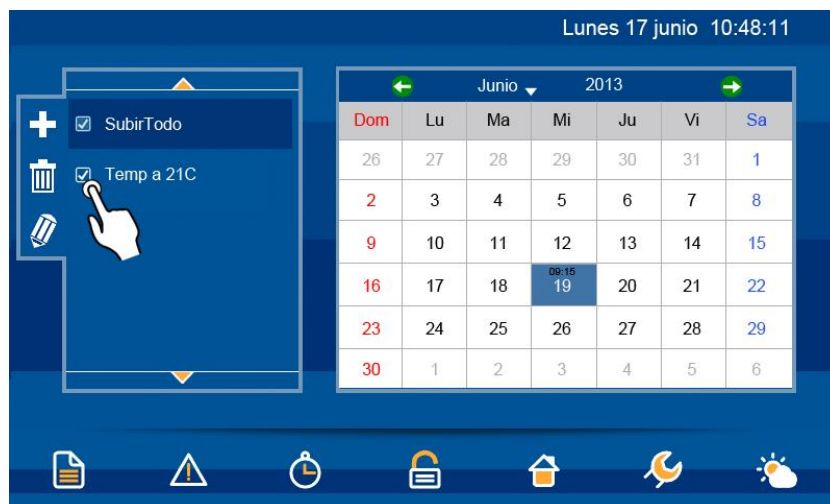 Lunes 17 junio 10:48:11
SubirTodo
Temp a 21C
Junio 2013
Dom Lu Ma Mi Ju Vi Sa
26 27 28 29 30 31 1
2 3 4 5 6 7 8
9 10 11 12 13 14 15
09:15
16 17 18 19 20 21 22
23 24 25 26 27 28 29
30 1 2 3 4 5 6